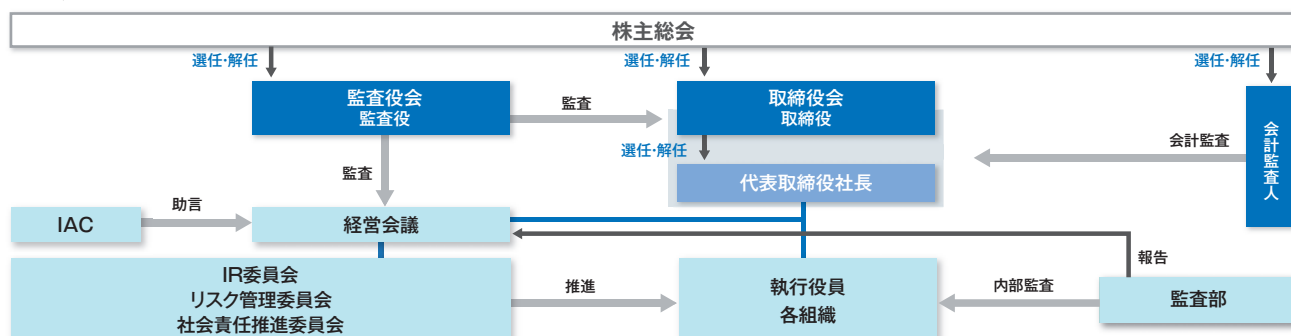 株主総会
選任・解任
選任・解任
選任・解任
監査役会
監査役
監査
取締役会
取締役
選任・解任
会計監査
会計監査人
監査
代表取締役社長
IAC
助言
経営会議
報告
IR委員会
リスク管理委員会
社会責任推進委員会
推進
執行役員
各組織
内部監査
監査部